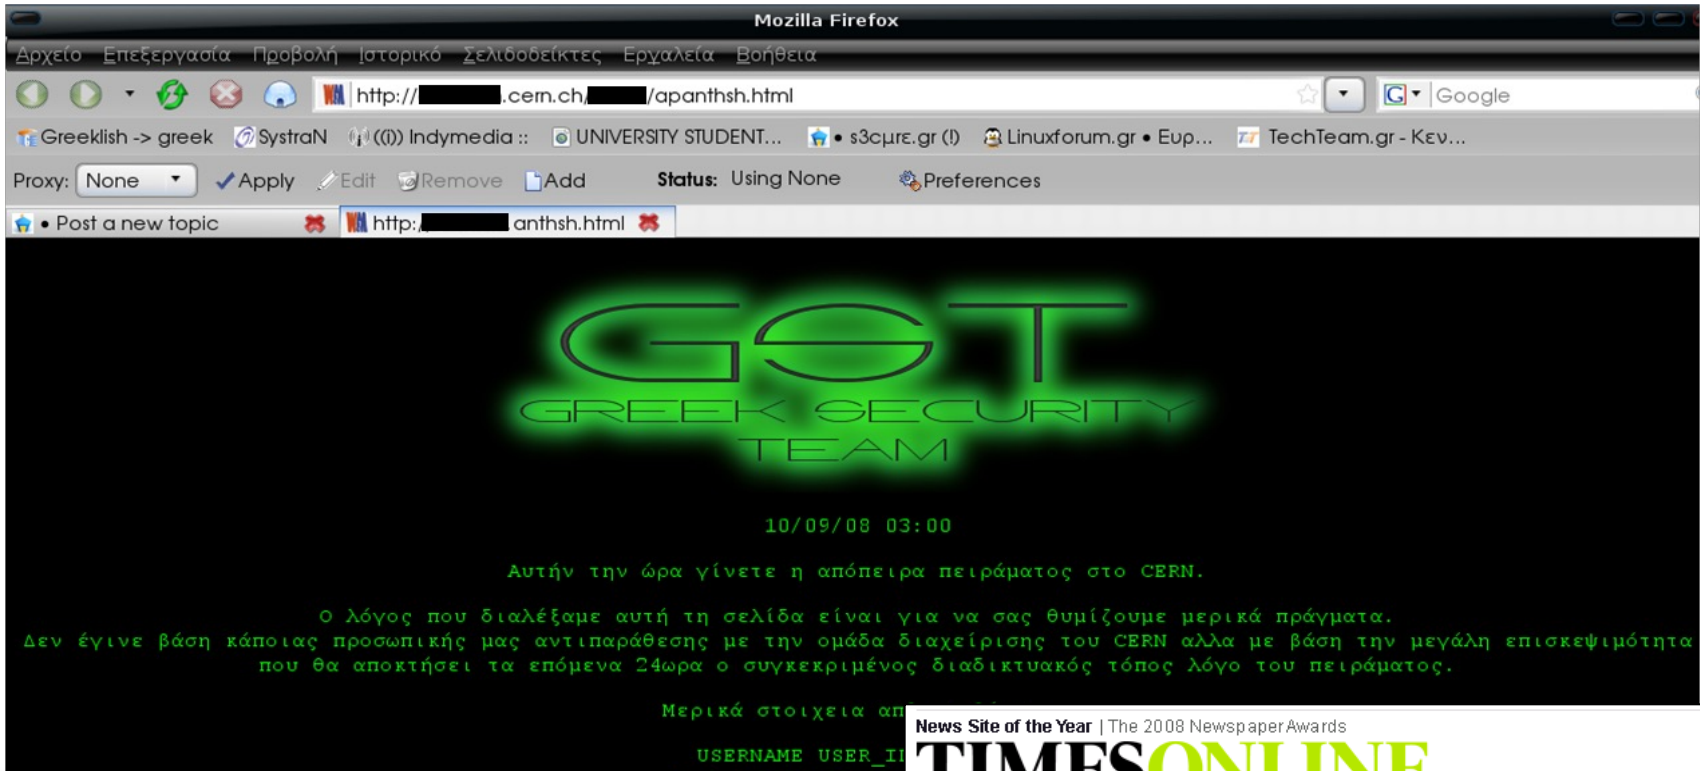 Mozilla Firefox
Αρχείο Επεξεργασία Προβολή Ιστορικό Σελιδοδείκτες Εργαλεία Βοήθεια
http:// .cern.ch/ /apanthsh.html Google
Greeklish -> greek SystraN ((i)) Indymedia :: UNIVERSITY STUDENT... • s3cμrε.gr (!) Linuxforum.gr • Ευρ... TechTeam.gr - Κεν...
Proxy: None Apply Edit Remove Add Status: Using None Preferences
• Post a new topic http:/ anthsh.html
GST
GREEK SECURITY
TEAM
10/09/08 03:00
Αυτήν την ώρα γίνετε η απόπειρα πειράματος στο CERN.
Ο λόγος που διαλέξαμε αυτή τη σελίδα είναι για να σας θυμίζουμε μερικά πράγματα.
Δεν έγινε βάση κάποιας προσωπικής μας αντιπαράθεσης με την ομάδα διαχείρισης του CERN αλλα με βάση την μεγάλη επισκεψιμότητα
που θα αποκτήσει τα επόμενα 24ωρα ο συγκεκριμένος διαδικτυακός τόπος λόγο του πειράματος.
Μερικά στοιχεια
USERNAME
News Site of the Year | The 2008 Newspaper Awards
TIMESONLINE